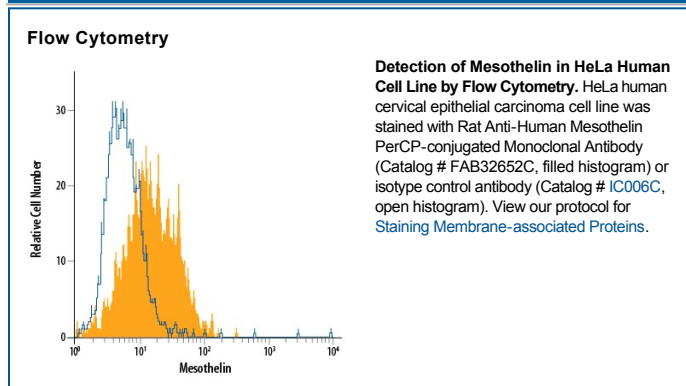 Flow Cytometry
30
20
10
0
10⁰ 10¹ 10² 10³ 10⁴
Relative Cell Number
Mesothelin
Detection of Mesothelin in HeLa Human
Cell Line by Flow Cytometry. HeLa human
cervical epithelial carcinoma cell line was
stained with Rat Anti-Human Mesothelin
PerCP-conjugated Monoclonal Antibody
(Catalog # FAB32652C, filled histogram) or
isotype control antibody (Catalog # IC006C,
open histogram). View our protocol for
Staining Membrane-associated Proteins.